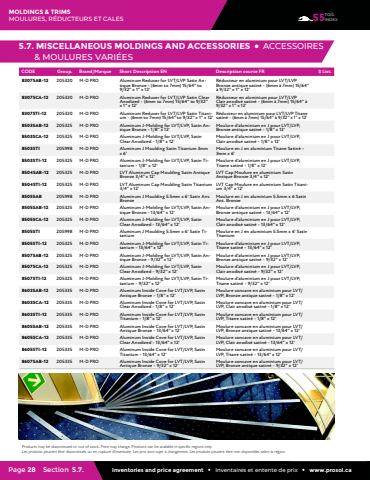 MOLDINGS & TRIMS
MOULURES, RÉDUCTEURS ET CALES
5.7. MISCELLANEOUS MOLDINGS AND ACCESSORIES • ACCESSOIRES
& MOULURES VARIÉES
CODE Group. Brand/Marque Short Description EN Description courte FR $ List.
83075AB-12 205320 M-D PRO Aluminum Reducer for LVT/LVP Satin An- Réducteur en aluminium pour LVT/LVP
tique Bronze - (6mm to 7mm) 15/64" to Bronze antique satiné - (6mm à 7mm) 15/64"
9/32" x 1" x 12' à 9/32" x 1" x 12'
83075CA-12 205320 M-D PRO Aluminum Reducer for LVT/LVP Satin Clear Réducteur en aluminium pour LVT/LVP
Anodized - (6mm to 7mm) 15/64" to 9/32" Clair anodisé satiné - (6mm à 7mm) 15/64" à
x 1" x 12' 9/32" x 1" x 12'
83075TI-12 205320 M-D PRO Aluminum Reducer for LVT/LVP Satin Titani- Réducteur en aluminium pour LVT/LVP Titane
um - (6mm to 7mm) 15/64" to 9/32" x 1" x 12' satiné - (6mm à 7mm) 15/64" à 9/32" x 1" x 12'
85035AB-12 205325 M-D PRO Aluminum J-Molding for LVT/LVP, Satin An- Moulure d'aluminium en J pour LVT/LVP,
tique Bronze - 1/8" x 12' Bronze antique satiné - 1/8" x 12'
85035CA-12 205325 M-D PRO Aluminum J-Molding for LVT/LVP, Satin Moulure d'aluminium en J pour LVT/LVP,
Clear Anodized - 1/8" x 12' Clair anodisé satiné - 1/8" x 12'
85035TI 205998 M-D PRO Aluminum J Moulding Satin Titanium 3mm Moulure en J en aluminium Titane Satiné -
x 6' 3mm x 6'
85035TI-12 205325 M-D PRO Aluminum J-Molding for LVT/LVP, Satin Ti- Moulure d'aluminium en J pour LVT/LVP,
tanium - 1/8" x 12' Titane satiné - 1/8" x 12'
85045AB-12 205325 M-D PRO LVT Aluminum Cap Moulding Satin Antique LVT Cap Moulure en aluminium Satin
Bronze 3/4" x 12' Antique Bronze 3/4" x 12'
85045TI-12 205325 M-D PRO LVT Aluminum Cap Moulding Satin Titanium LVT Cap Moulure en aluminium Satin Titani-
3/4" x 12' um 3/4" x 12'
85055AB 205998 M-D PRO Aluminum J Moulding 5.5mm x 6' Satin Ant. Moulure en J en aluminium 5.5mm x 6 Satin
Bronze Ant. Bronze
85055AB-12 205325 M-D PRO Aluminum J-Molding for LVT/LVP, Satin An- Moulure d'aluminium en J pour LVT/LVP,
tique Bronze - 13/64" x 12' Bronze antique satiné - 13/64" x 12'
85055CA-12 205325 M-D PRO Aluminum J-Molding for LVT/LVP, Satin Moulure d'aluminium en J pour LVT/LVP,
Clear Anodized - 13/64" x 12' Clair anodisé satiné - 13/64" x 12'
85055TI 205998 M-D PRO Aluminum J Moulding 5.5mm x 6' Satin Ti- Moulure en J en aluminium 5.5mm x 6' Satin
tanium Titanium
85055TI-12 205325 M-D PRO Aluminum J-Molding for LVT/LVP, Satin Ti- Moulure d'aluminium en J pour LVT/LVP,
tanium - 13/64" x 12' Titane satiné - 13/64" x 12'
85075AB-12 205325 M-D PRO Aluminum J-Molding for LVT/LVP, Satin An- Moulure d'aluminium en J pour LVT/LVP,
tique Bronze - 9/32" x 12' Bronze antique satiné - 9/32" x 12'
85075CA-12 205325 M-D PRO Aluminum J-Molding for LVT/LVP, Satin Moulure d'aluminium en J pour LVT/LVP,
Clear Anodized - 9/32" x 12' Clair anodisé satiné - 9/32" x 12'
85075TI-12 205325 M-D PRO Aluminum J-Molding for LVT/LVP, Satin Ti- Moulure d'aluminium en J pour LVT/LVP,
tanium - 9/32" x 12' Titane satiné - 9/32" x 12'
86035AB-12 205335 M-D PRO Aluminum Inside Cove for LVT/LVP, Satin Moulure concave en aluminium pour LVT/
Antique Bronze - 1/8" x 12' LVP, Bronze antique satiné - 1/8" x 12'
86035CA-12 205335 M-D PRO Aluminum Inside Cove for LVT/LVP, Satin Moulure concave en aluminium pour LVT/
Clear Anodized - 1/8" x 12' LVP, Clair anodisé satiné - 1/8" x 12'
86035TI-12 205335 M-D PRO Aluminum Inside Cove for LVT/LVP, Satin Moulure concave en aluminium pour LVT/
Titanium - 1/8" x 12' LVP, Titane satiné - 1/8" x 12'
86055AB-12 205335 M-D PRO Aluminum Inside Cove for LVT/LVP, Satin Moulure concave en aluminium pour LVT/
Antique Bronze - 13/64" x 12' LVP, Bronze antique satiné - 13/64" x 12'
86055CA-12 205335 M-D PRO Aluminum Inside Cove for LVT/LVP, Satin Moulure concave en aluminium pour LVT/
Clear Anodized - 13/64" x 12' LVP, Clair anodisé satiné - 13/64" x 12'
86055TI-12 205335 M-D PRO Aluminum Inside Cove for LVT/LVP, Satin Moulure concave en aluminium pour LVT/
Titanium - 13/64" x 12' LVP, Titane satiné - 13/64" x 12'
86075AB-12 205335 M-D PRO Aluminum Inside Cove for LVT/LVP, Satin Moulure concave en aluminium pour LVT/
Antique Bronze - 9/32" x 12' LVP, Bronze antique satiné - 9/32" x 12'
Products may be discontinued or out of stock. Price may change. Products can be available in specific regions only.
Les produits peuvent être discontinués ou en rupture d'inventaire. Les prix sont sujet à changement. Les produits peuvent être non disponibles selon la région.
Page 28 Section 5.7. Inventories and price agreement • Inventaires et entente de prix • www.prosol.ca